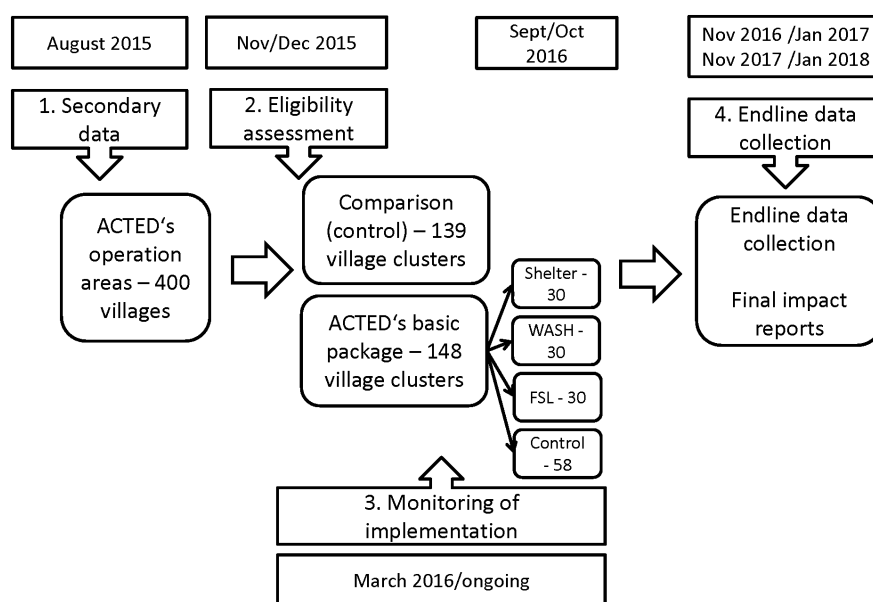 August 2015
Nov/Dec 2015
Sept/Oct
2016
Nov 2016 /Jan 2017
Nov 2017 /Jan 2018
1. Secondary
data
2. Eligibility
assessment
4. Endline data
collection
ACTED‘s
operation
areas – 400
villages
Comparison
(control) – 139
village clusters
ACTED‘s basic
package – 148
village clusters
Shelter -
30
WASH -
30
FSL - 30
Control
- 58
Endline data
collection
Final impact
reports
3. Monitoring of
implementation
March 2016/ongoing